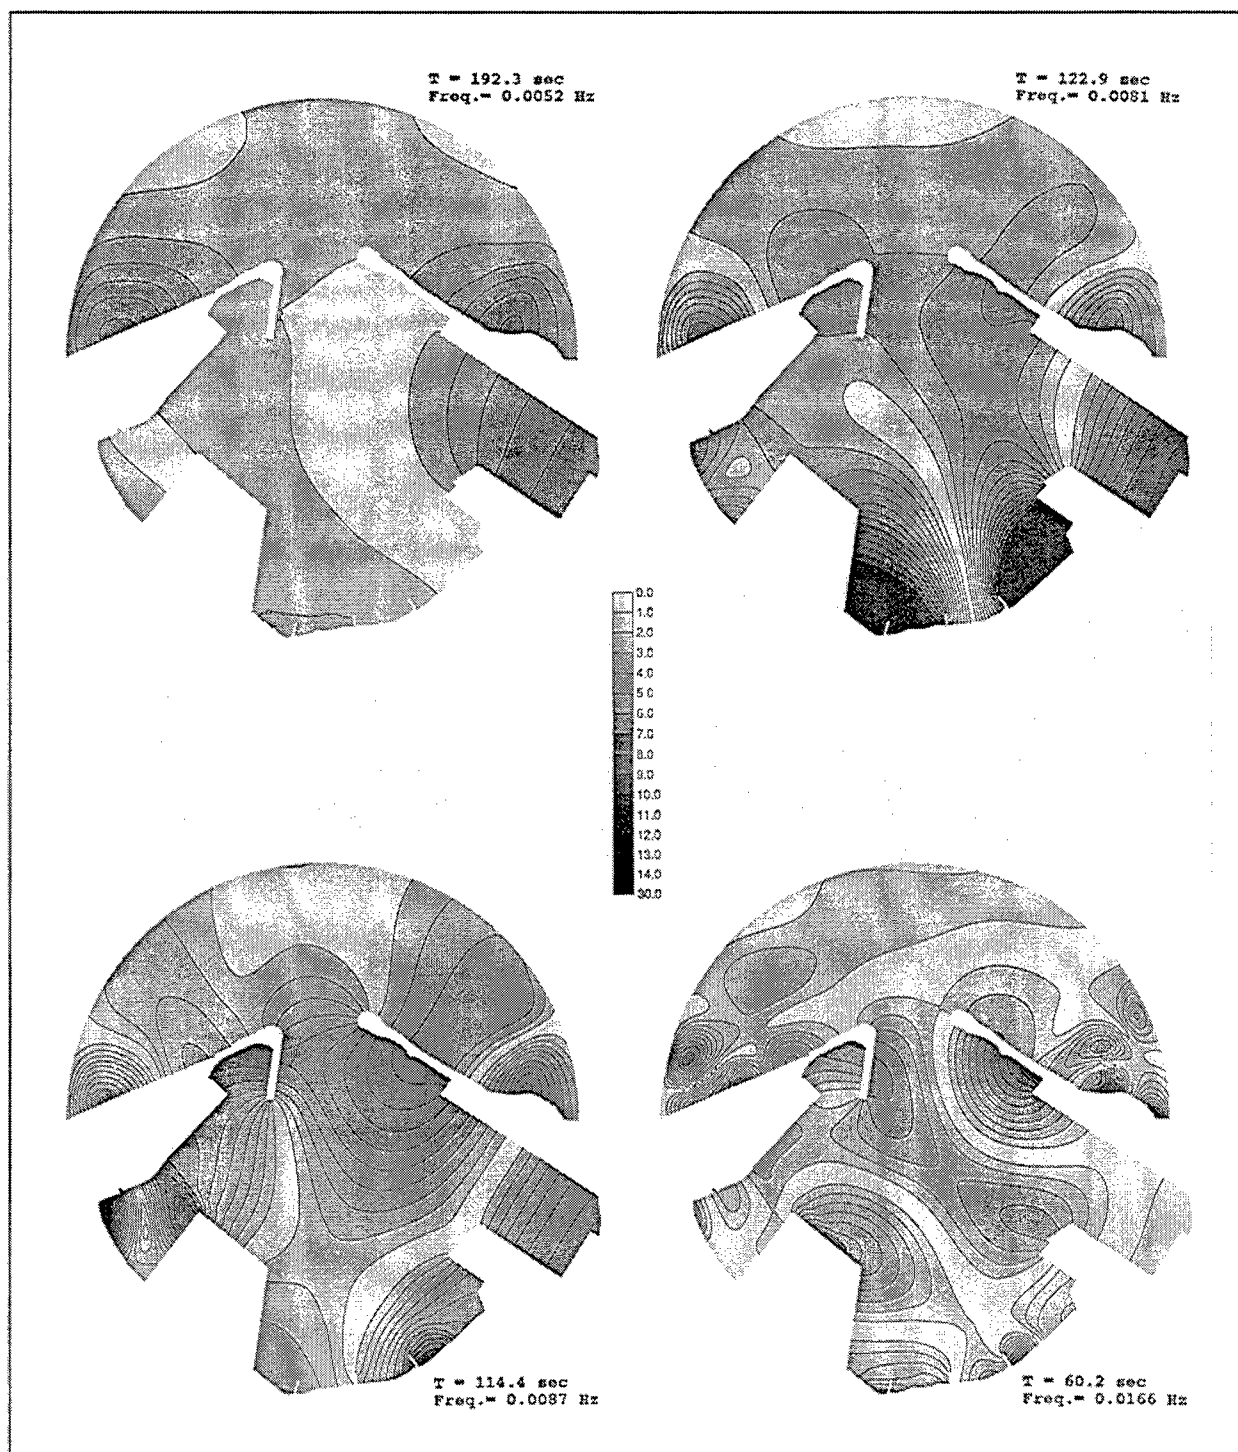 T = 192.3 sec
Freq.= 0.0052 Hz
T = 122.9 sec
Freq.= 0.0081 Hz
0.0
1.0
2.0
3.0
4.0
5.0
6.0
7.0
8.0
9.0
10.0
11.0
12.0
13.0
14.0
30.0
T = 114.4 sec
Freq.= 0.0087 Hz
T = 60.2 sec
Freq.= 0.0166 Hz